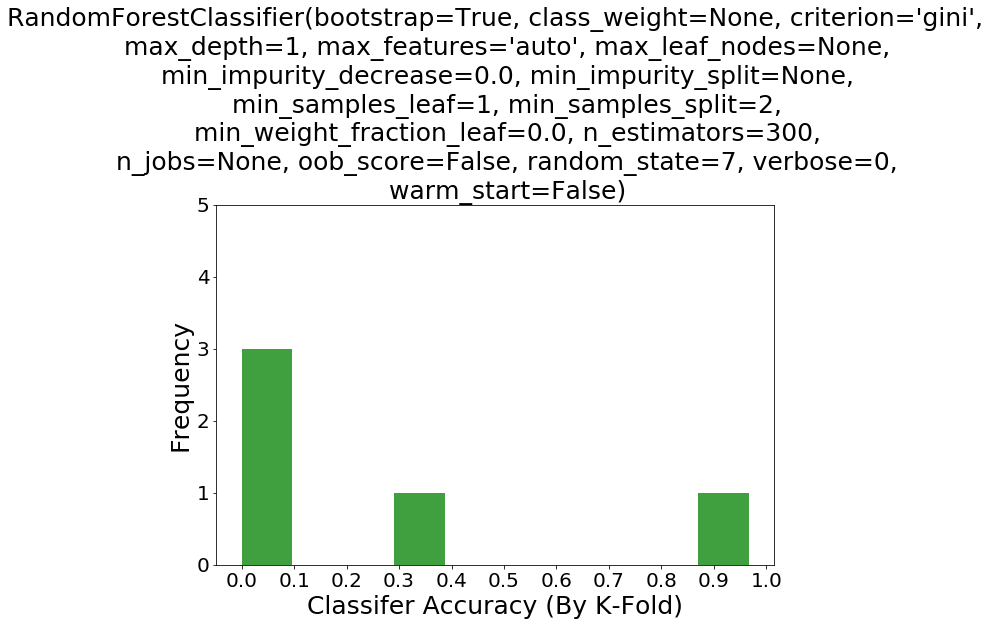 RandomForestClassifier(bootstrap=True, class_weight=None, criterion='gini',
max_depth=1, max_features='auto', max_leaf_nodes=None,
min_impurity_decrease=0.0, min_impurity_split=None,
min_samples_leaf=1, min_samples_split=2,
min_weight_fraction_leaf=0.0, n_estimators=300,
n_jobs=None, oob_score=False, random_state=7, verbose=0,
warm_start=False)
5
4
3
2
1
0
Frequency
0.0 0.1 0.2 0.3 0.4 0.5 0.6 0.7 0.8 0.9 1.0
Classifer Accuracy (By K-Fold)